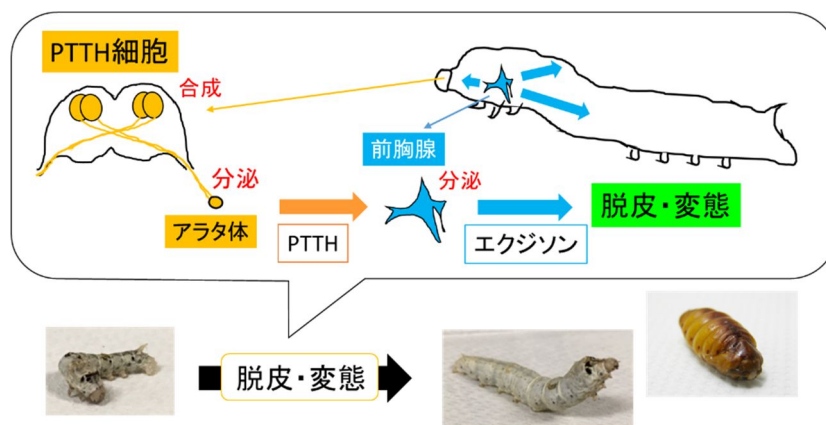 PTTH細胞
合成
分泌
アラタ体
PTTH
前胸腺
分泌
エクジソン
脱皮・変態
脱皮・変態